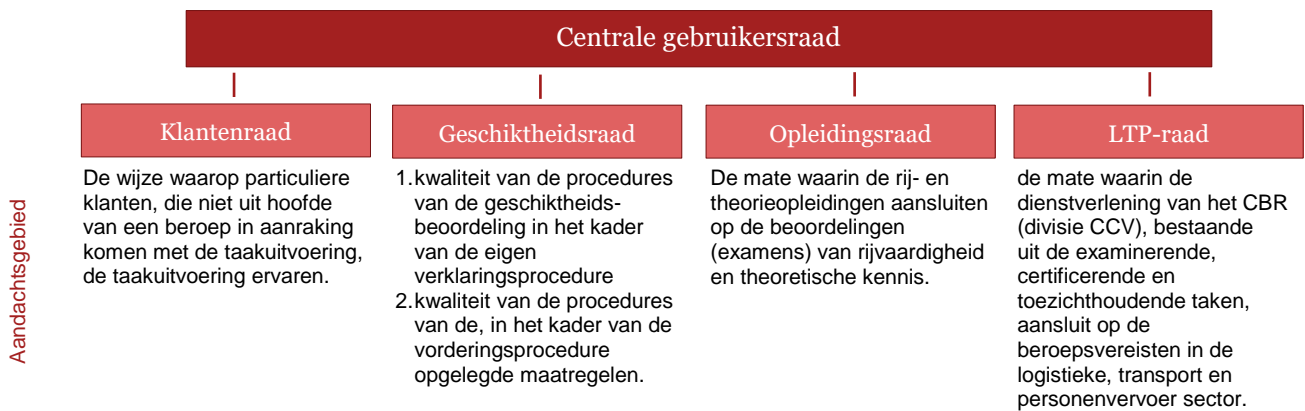 Centrale gebruikersraad
Klantenraad
De wijze waarop particuliere
klanten, die niet uit hoofde
van een beroep in aanraking
komen met de taakuitvoering,
de taakuitvoering ervaren.
Geschiktheidsraad
1.kwaliteit van de procedures
van de geschiktheids-
beoordeling in het kader
van de eigen
verklaringsprocedure
2.kwaliteit van de procedures
van de, in het kader van de
vorderingsprocedure
opgelegde maatregelen.
Opleidingsraad
De mate waarin de rij- en
theorieopleidingen aansluiten
op de beoordelingen
(examens) van rijvaardigheid
en theoretische kennis.
LTP-raad
de mate waarin de
dienstverlening van het CBR
(divisie CCV), bestaande
uit de examinerende,
certificerende en
toezichthoudende taken,
aansluit op de
beroepsvereisten in de
logistieke, transport en
personenvervoer sector.
Aandachtsgebied